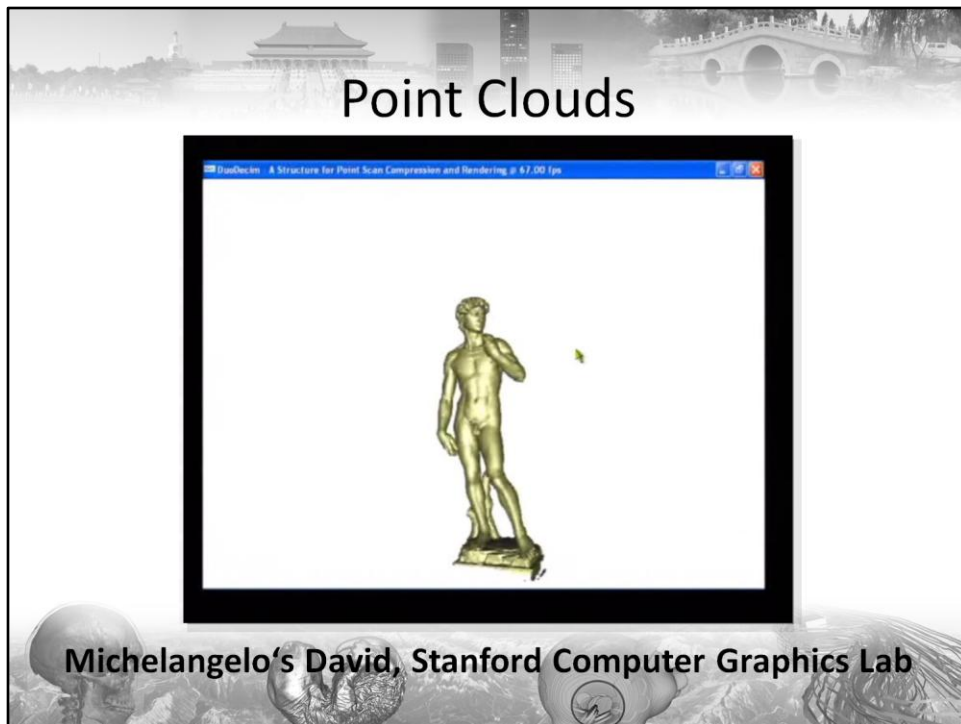 Point Clouds
DuoDecim : A Structure for Point Scan Compression and Rendering @ 67.00 fps
Michelangelo‘s David, Stanford Computer Graphics Lab